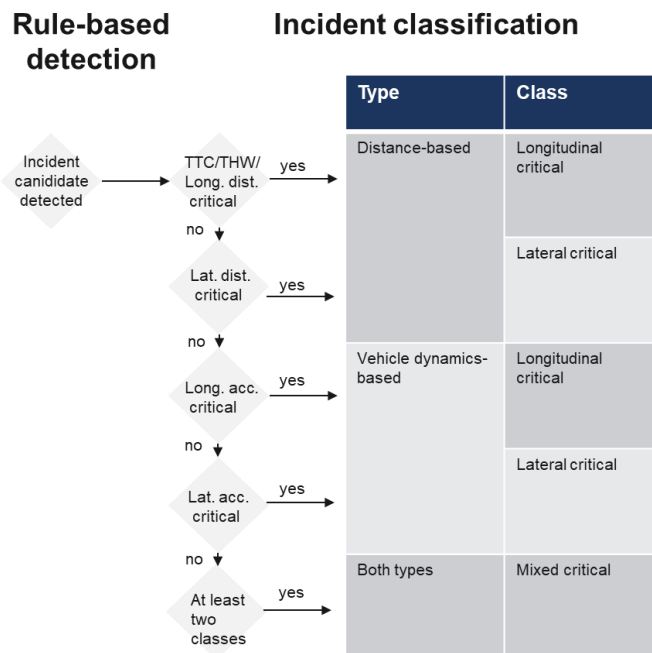 Rule-based
detection
Incident classification
Type
Class
Incident
canididate
detected
TTC/THW/
Long. dist.
critical
yes
Distance-based
Longitudinal
critical
no
Lat. dist.
critical
yes
Lateral critical
no
Long. acc.
critical
yes
Vehicle dynamics-
based
Longitudinal
critical
no
Lat. acc.
critical
yes
Lateral critical
no
At least
two
classes
yes
Both types
Mixed critical